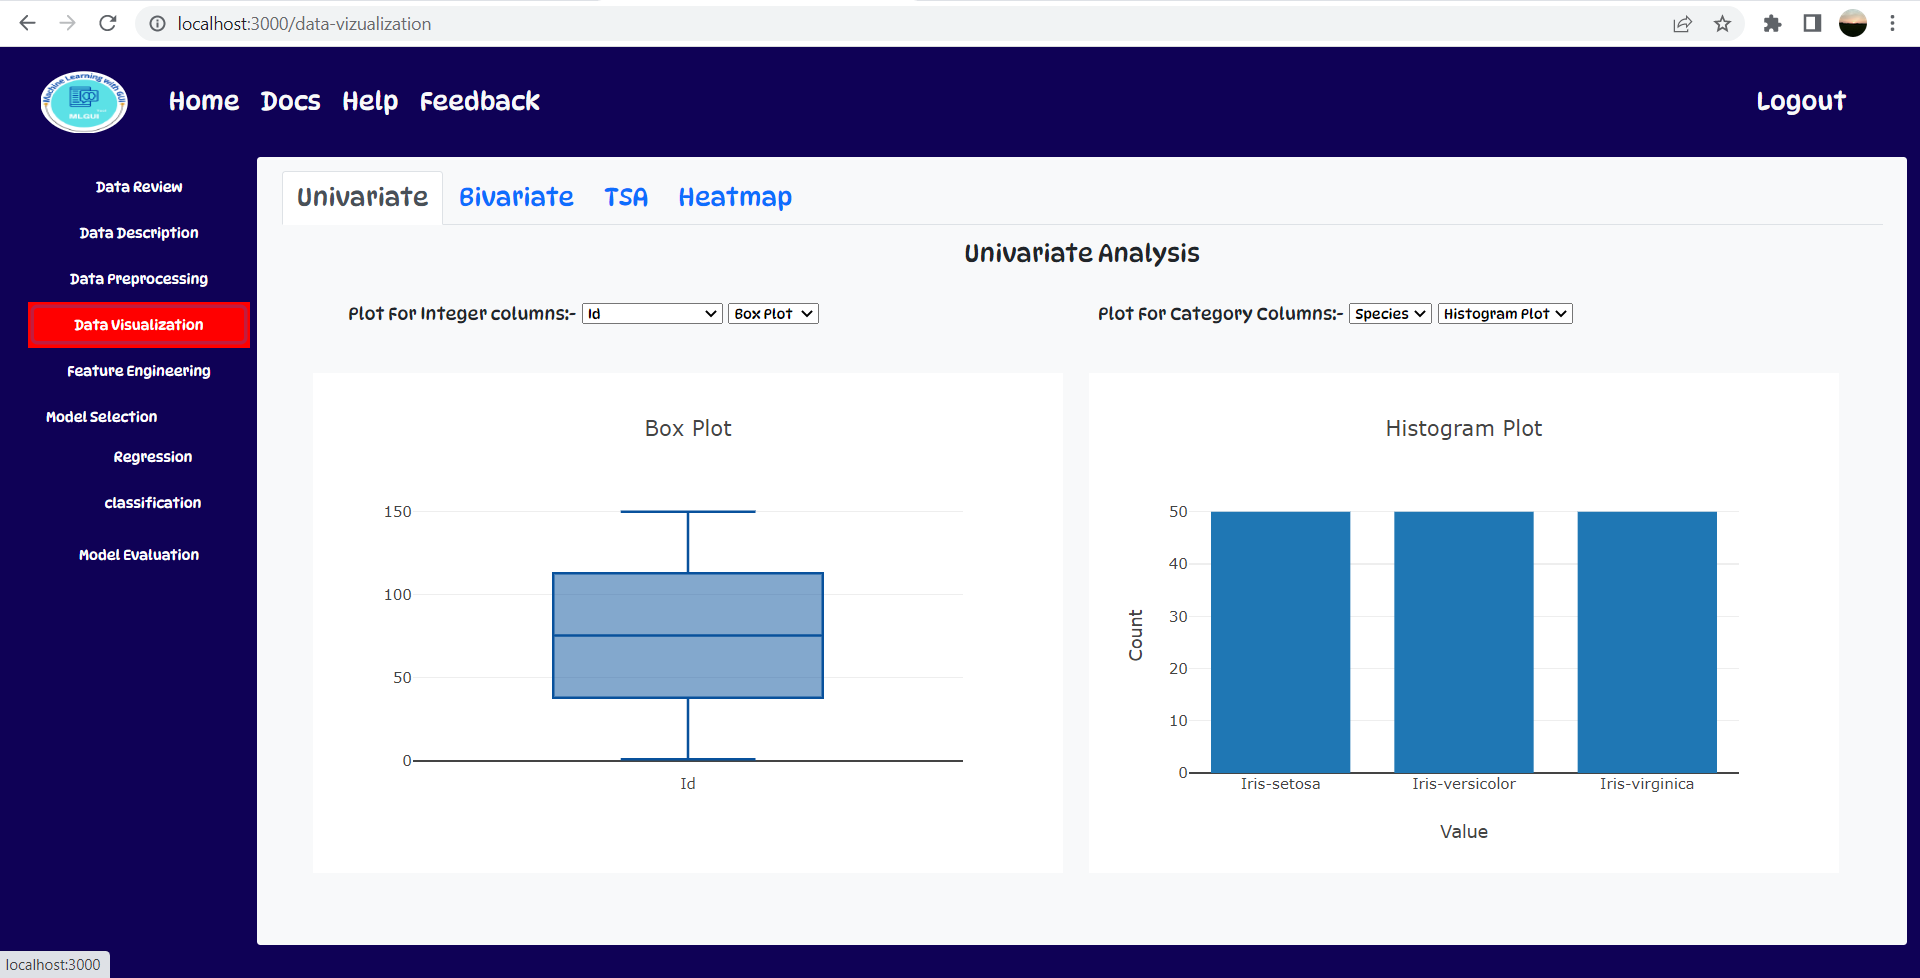 localhost:3000/data-vizualization
Machine Learning with GUI
MLGUI
Home Docs Help Feedback
Logout
Data Review
Data Description
Data Preprocessing
Data Visualization
Feature Engineering
Model Selection
Regression
classification
Model Evaluation
Univariate Bivariate TSA Heatmap
Univariate Analysis
Plot For Integer columns:- Id Box Plot
Plot For Category Columns:- Species Histogram Plot
Box Plot
150
100
50
0
Id
Histogram Plot
50
40
30
20
10
0
Count
Iris-setosa Iris-versicolor Iris-virginica
Value
localhost:3000